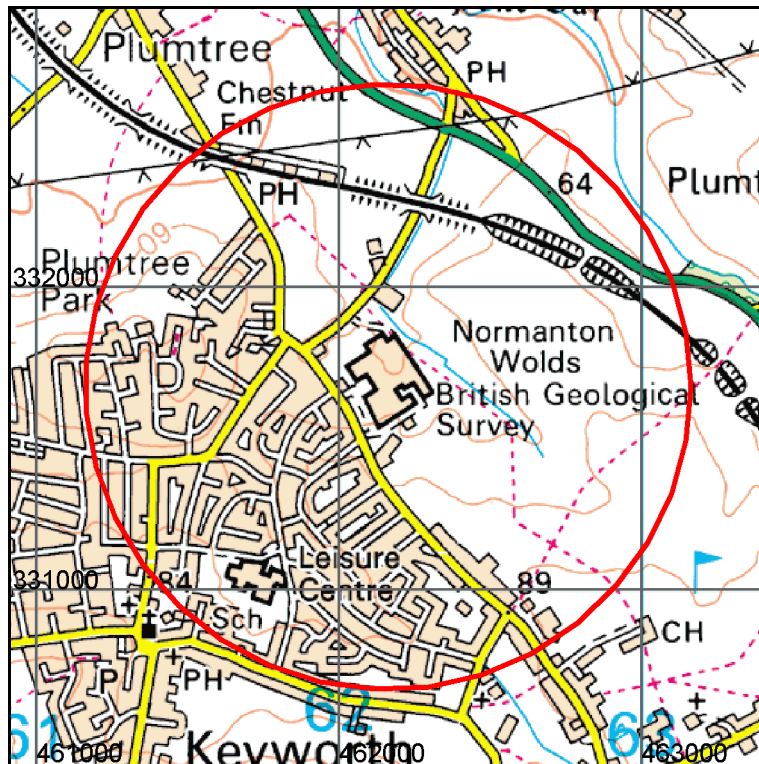 Plumtree
PH
Chestnut
Fm
64
Plumt
PH
60
Plumtree
332000
Park
Normanton
Wolds
British Geological
Survey
Leisure
331000
84
89
Centre
Sch
CH
P
PH
61
62
63
Keyworth
461000
462000
463000